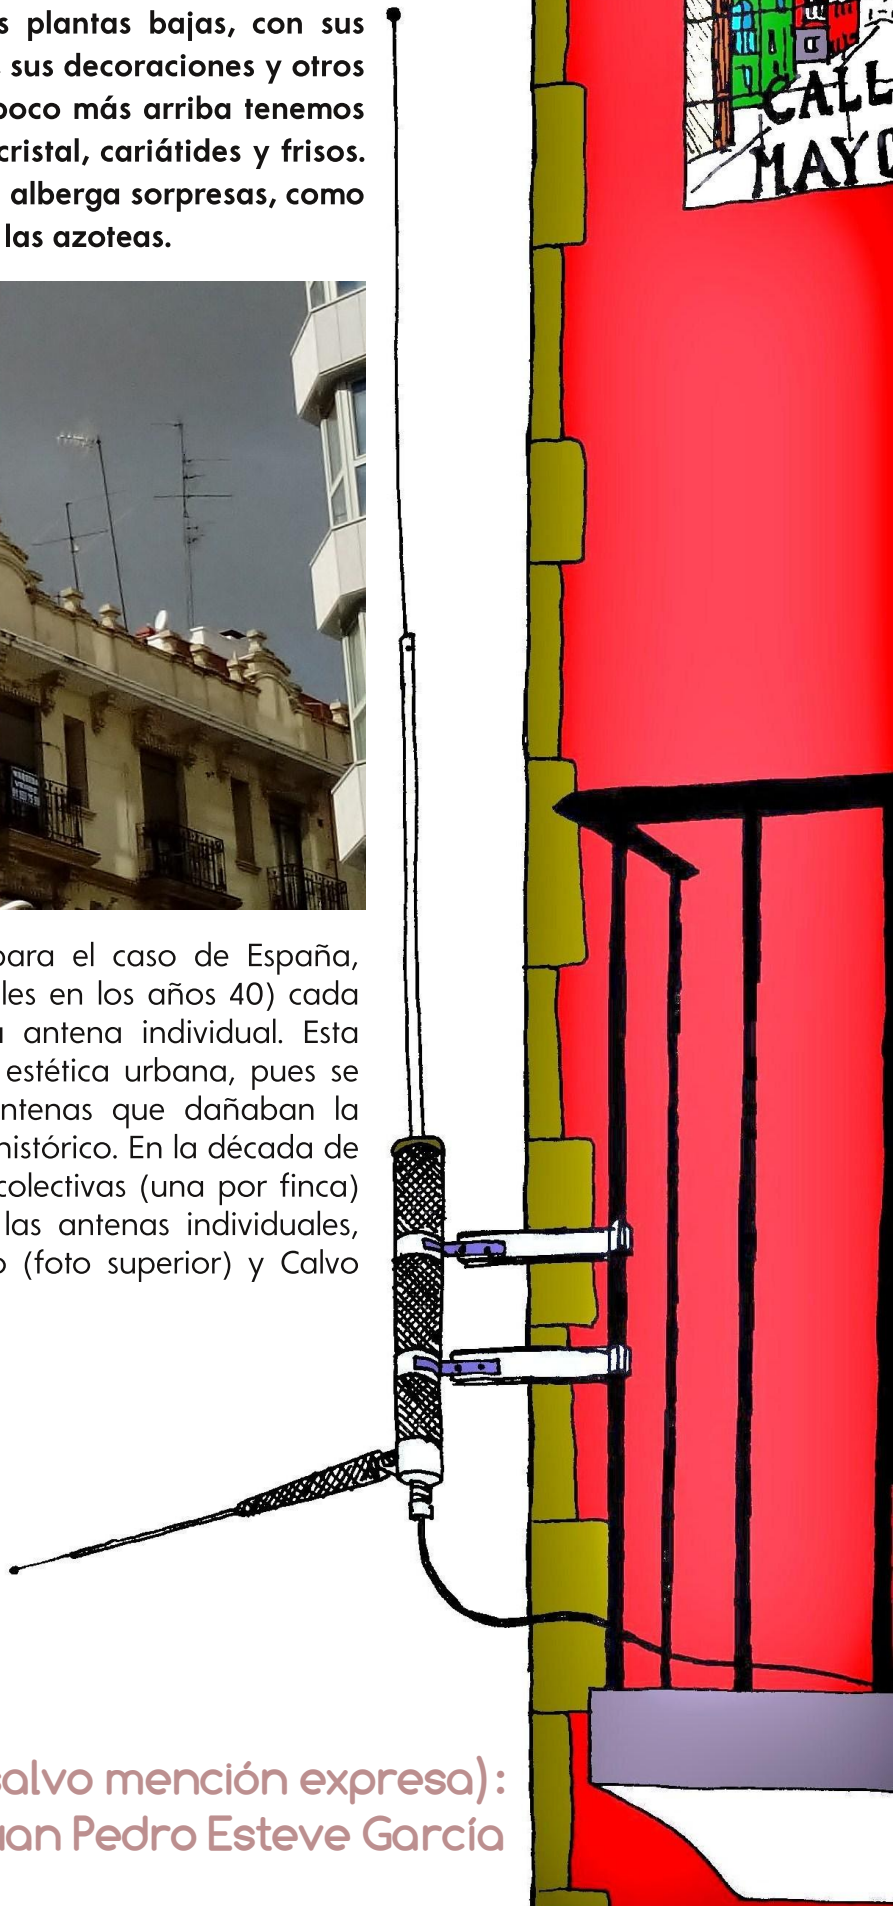 s plantas bajas, con sus
sus decoraciones y otros
poco más arriba tenemos
cristal, cariátides y frisos.
alberga sorpresas, como
las azoteas.
CALL
MAYO
para el caso de España,
les en los años 40) cada
a antena individual. Esta
estética urbana, pues se
ntenas que dañaban la
histórico. En la década de
colectivas (una por finca)
las antenas individuales,
o (foto superior) y Calvo
salvo mención expresa):
uan Pedro Esteve García